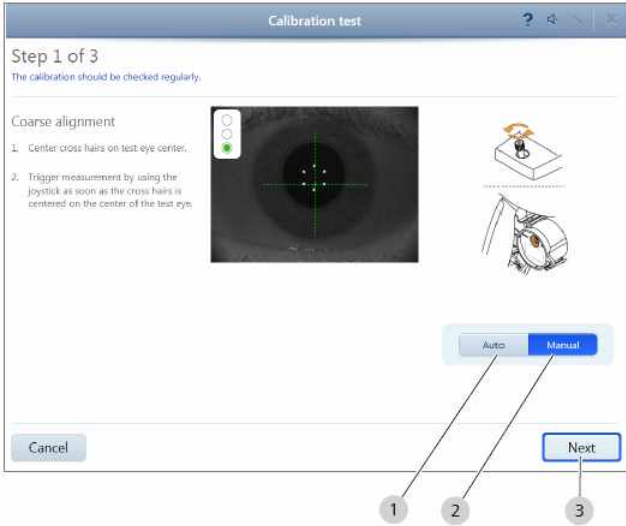 Calibration test
?
Step 1 of 3
The calibration should be checked regularly.
Coarse alignment
1. Center cross hairs on test eye center.
2. Trigger measurement by using the
joystick as soon as the cross hairs is
centered on the center of the test eye.
Auto Manual
Cancel Next
1 2 3